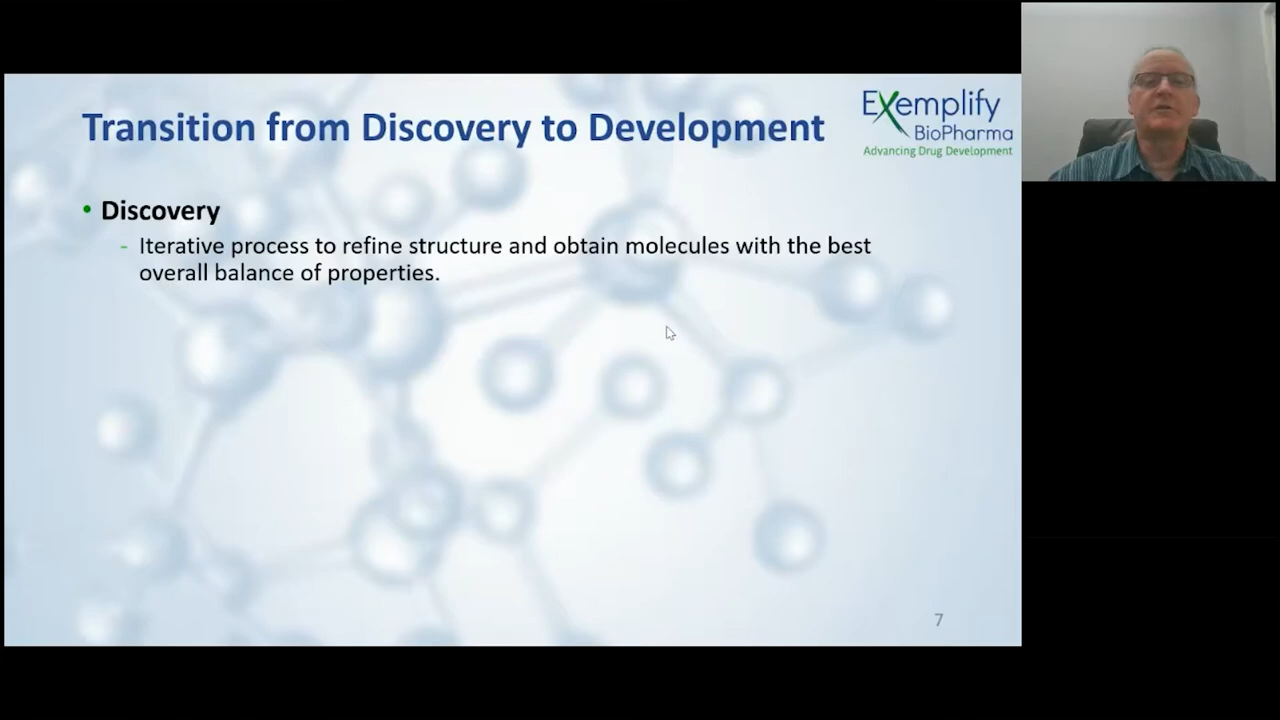 Transition from Discovery to Development
Exemplify
BioPharma
Advancing Drug Development
• Discovery
- Iterative process to refine structure and obtain molecules with the best
overall balance of properties.
7